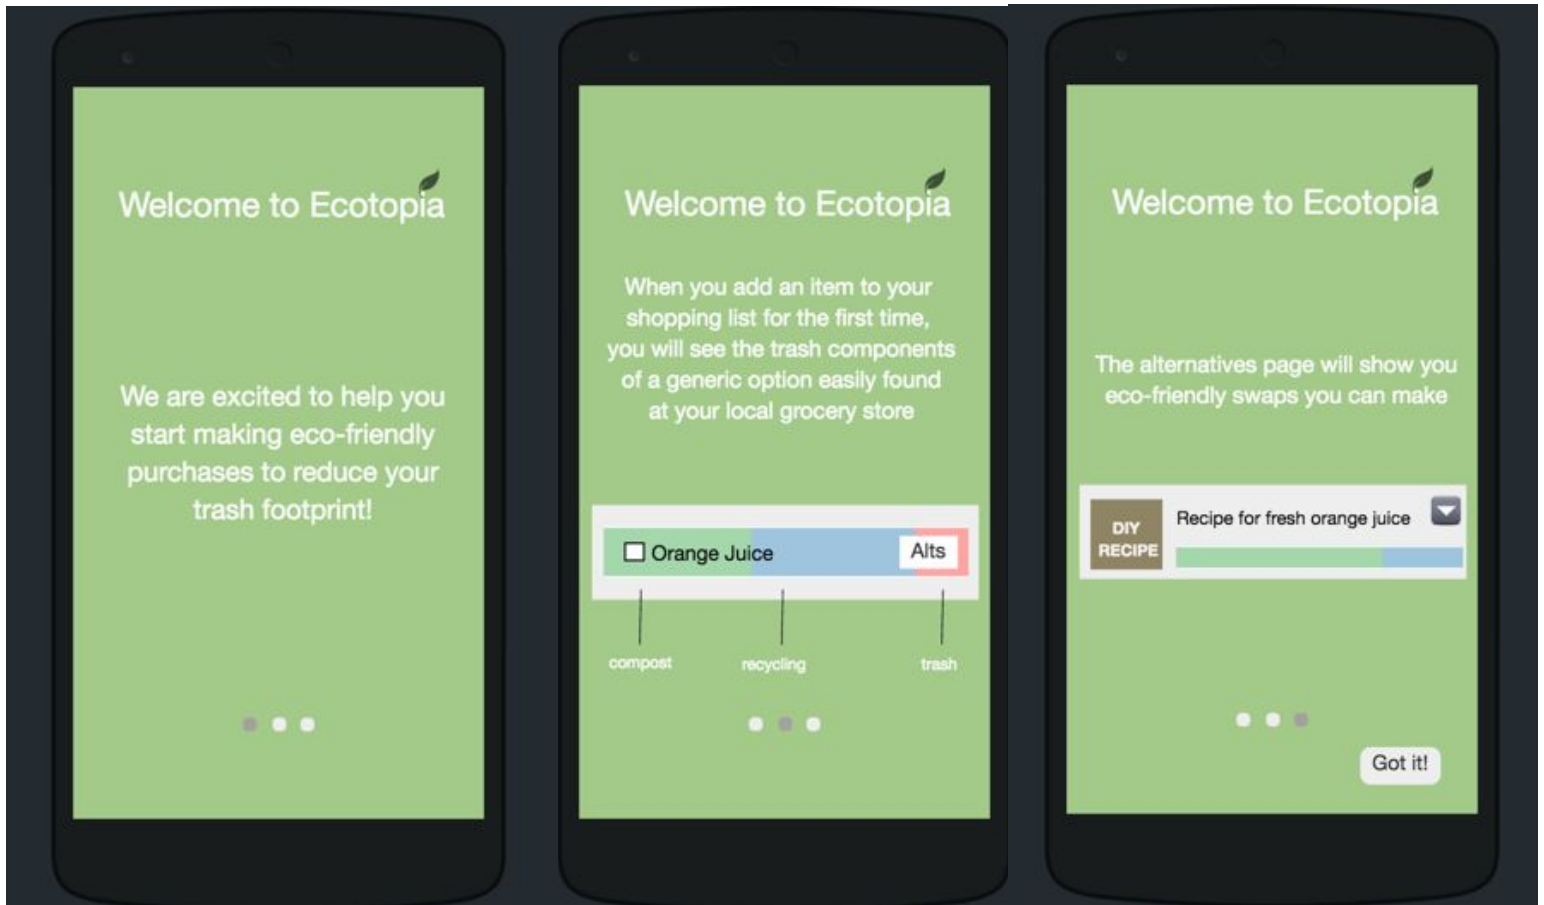 Welcome to Ecotopia
We are excited to help you
start making eco-friendly
purchases to reduce your
trash footprint!
Welcome to Ecotopia
When you add an item to your
shopping list for the first time,
you will see the trash components
of a generic option easily found
at your local grocery store
Orange Juice
Alts
compost
recycling
trash
Welcome to Ecotopia
The alternatives page will show you
eco-friendly swaps you can make
DIY
RECIPE
Recipe for fresh orange juice
Got it!